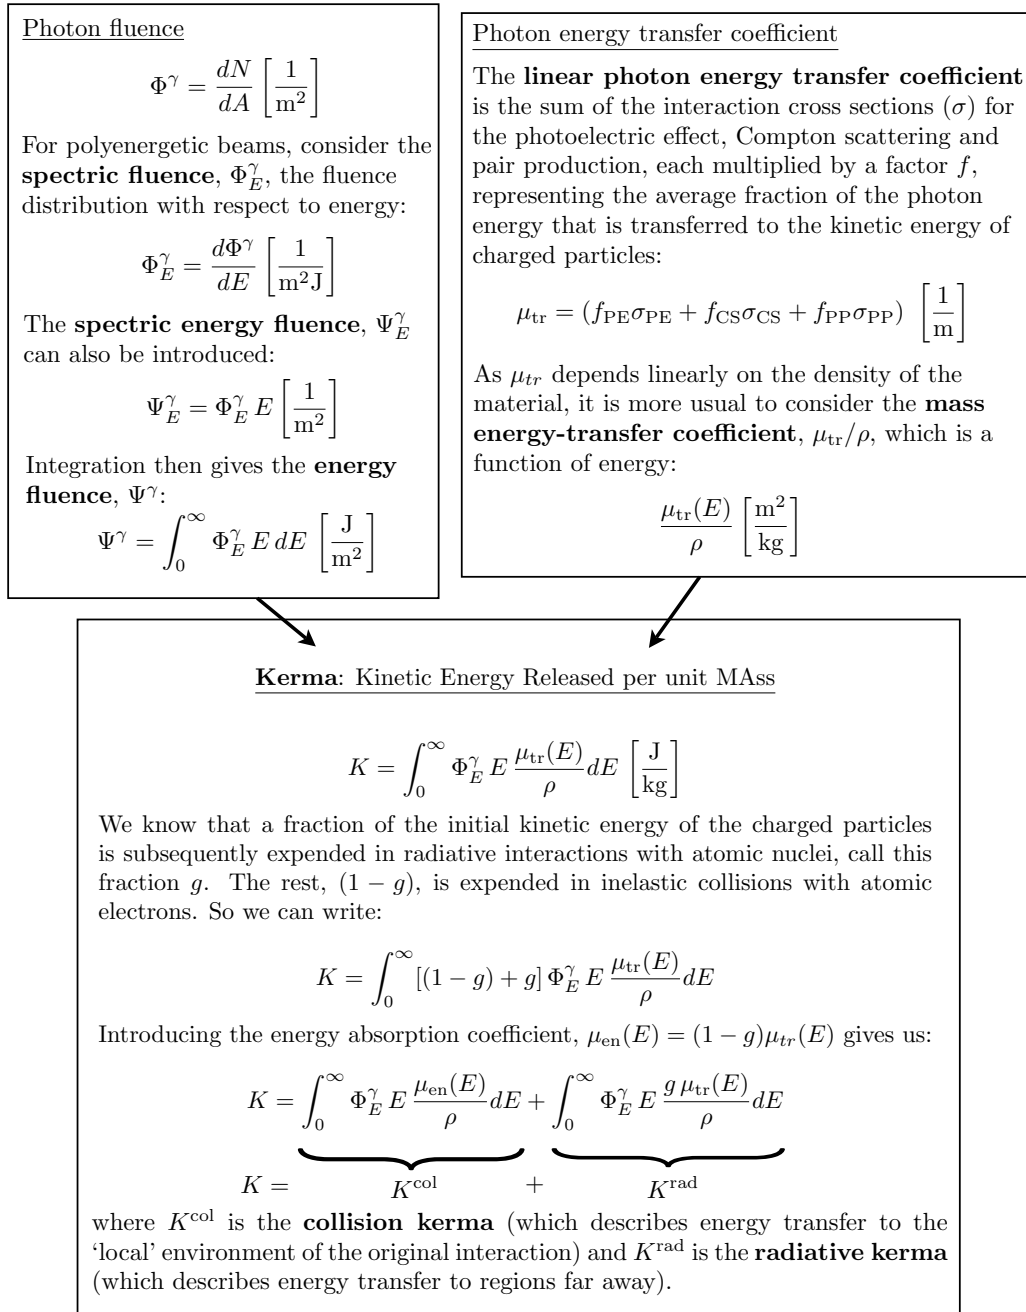 Photon fluence
Φ^γ = dN/dA [1/m²]
For polyenergetic beams, consider the
spectric fluence, Φ_E^γ, the fluence
distribution with respect to energy:
Φ_E^γ = dΦ^γ/dE [1/m²J]
The spectric energy fluence, Ψ_E^γ
can also be introduced:
Ψ_E^γ = Φ_E^γ E [1/m²]
Integration then gives the energy
fluence, Ψ^γ:
Ψ^γ = ∫_0^∞ Φ_E^γ E dE [J/m²]
Photon energy transfer coefficient
The linear photon energy transfer coefficient
is the sum of the interaction cross sections (σ) for
the photoelectric effect, Compton scattering and
pair production, each multiplied by a factor f,
representing the average fraction of the photon
energy that is transferred to the kinetic energy of
charged particles:
μ_tr = (f_PE σ_PE + f_CS σ_CS + f_PP σ_PP) [1/m]
As μ_tr depends linearly on the density of the
material, it is more usual to consider the mass
energy-transfer coefficient, μ_tr/ρ, which is a
function of energy:
μ_tr(E)/ρ [m²/kg]
Kerma: Kinetic Energy Released per unit MAss
K = ∫_0^∞ Φ_E^γ E μ_tr(E)/ρ dE [J/kg]
We know that a fraction of the initial kinetic energy of the charged particles
is subsequently expended in radiative interactions with atomic nuclei, call this
fraction g. The rest, (1 − g), is expended in inelastic collisions with atomic
electrons. So we can write:
K = ∫_0^∞ [(1 − g) + g] Φ_E^γ E μ_tr(E)/ρ dE
Introducing the energy absorption coefficient, μ_en(E) = (1 − g)μ_tr(E) gives us:
K = ∫_0^∞ Φ_E^γ E μ_en(E)/ρ dE + ∫_0^∞ Φ_E^γ E g μ_tr(E)/ρ dE
K = K^col + K^rad
where K^col is the collision kerma (which describes energy transfer to the
‘local’ environment of the original interaction) and K^rad is the radiative kerma
(which describes energy transfer to regions far away).